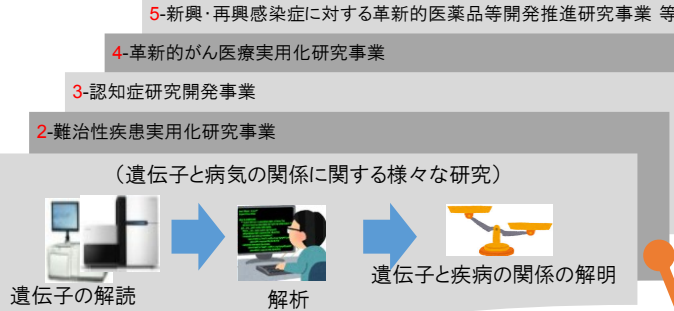 5-新興・再興感染症に対する革新的医薬品等開発推進研究事業 等
4-革新的がん医療実用化研究事業
3-認知症研究開発事業
2-難治性疾患実用化研究事業
（遺伝子と病気の関係に関する様々な研究）
遺伝子の解読
解析
遺伝子と疾病の関係の解明